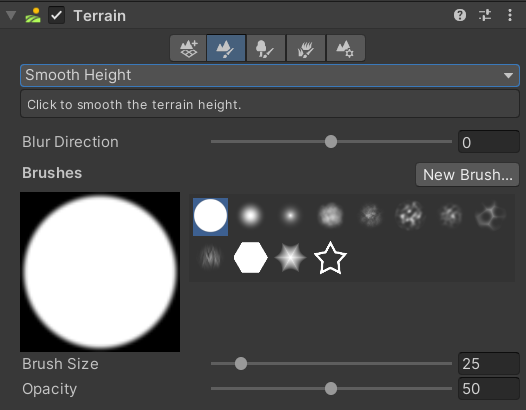 Terrain
Smooth Height
Click to smooth the terrain height.
Blur Direction 0
Brushes New Brush...
Brush Size 25
Opacity 50